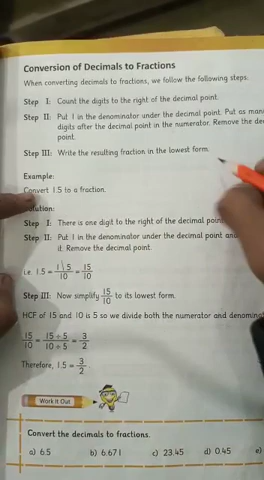 Conversion of Decimals to Fractions
When converting decimals to fractions, we follow the following steps:
Step I: Count the digits to the right of the decimal point.
Step II: Put 1 in the denominator under the decimal point. Put as
digits after the decimal point in the numerator. Remove the
point.
Step III: Write the resulting fraction in the lowest form.
Example:
Convert 1.5 to a fraction.
Solution:
Step I: There is one digit to the right of the decimal
Step II: Put 1 in the denominator under the decimal point and
it. Remove the decimal point.
i.e. 1.5 = 1\5/10 = 15/10
Step III: Now simplify 15/10 to its lowest form.
HCF of 15 and 10 is 5 so we divide both the numerator and
15/10 = 15 ÷ 5/10 ÷ 5 = 3/2
Therefore, 1.5 = 3/2
Work It Out
Convert the decimals to fractions.
a) 6.5 b) 6.671 c) 23.45 d) 0.45 e)